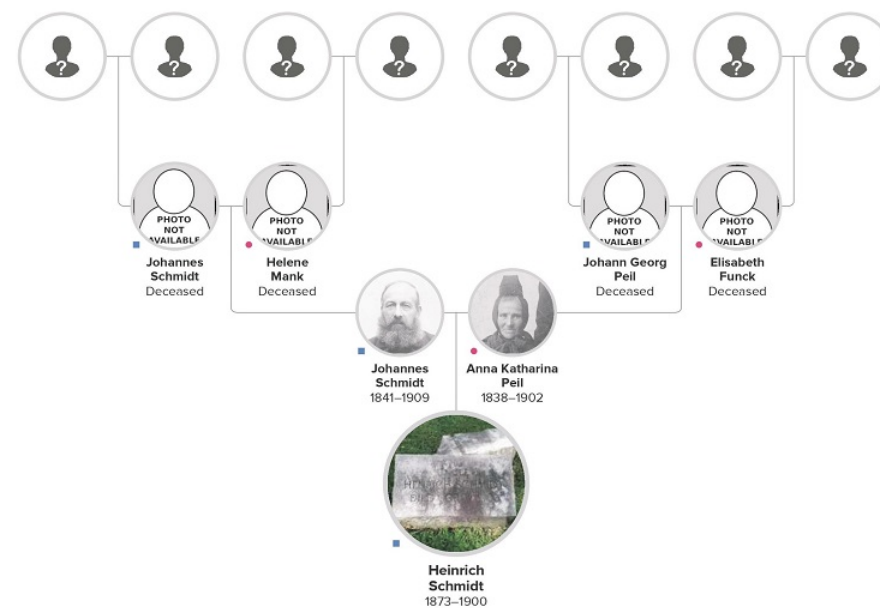 ? ? ? ? ? ? ? ?
PHOTO NOT AVAILABLE
PHOTO NOT AVAILABLE
PHOTO NOT AVAILABLE
PHOTO NOT AVAILABLE
Johannes
Schmidt
Deceased
Helene
Mank
Deceased
Johann Georg
Peil
Deceased
Elisabeth
Funck
Deceased
Johannes
Schmidt
1841–1909
Anna Katharina
Peil
1838–1902
Heinrich
Schmidt
1873–1900